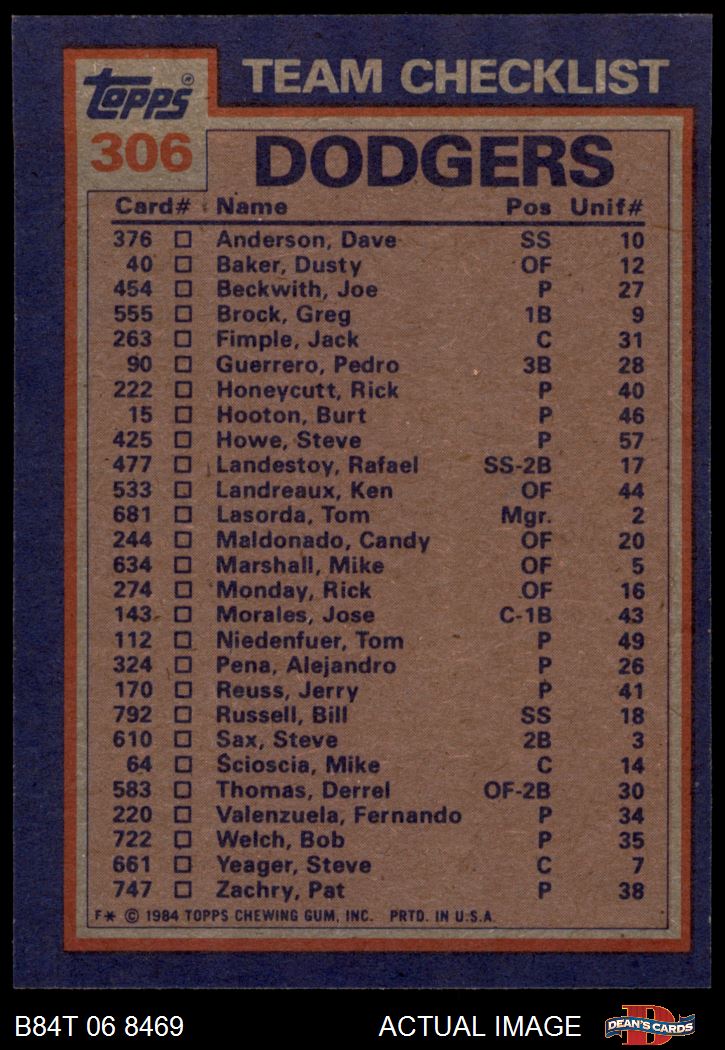 Topps®
TEAM CHECKLIST
306
DODGERS
Card# Name Pos Unif#
376 □ Anderson, Dave SS 10
40 □ Baker, Dusty OF 12
454 □ Beckwith, Joe P 27
555 □ Brock, Greg 1B 9
263 □ Fimple, Jack C 31
90 □ Guerrero, Pedro 3B 28
222 □ Honeycutt, Rick P 40
15 □ Hooton, Burt P 46
425 □ Howe, Steve P 57
477 □ Landestoy, Rafael SS-2B 17
533 □ Landreaux, Ken OF 44
681 □ Lasorda, Tom Mgr. 2
244 □ Maldonado, Candy OF 20
634 □ Marshall, Mike OF 5
274 □ Monday, Rick OF 16
143 □ Morales, Jose C-1B 43
112 □ Niedenfuer, Tom P 49
324 □ Pena, Alejandro P 26
170 □ Reuss, Jerry P 41
792 □ Russell, Bill SS 18
610 □ Sax, Steve 2B 3
64 □ Scioscia, Mike C 14
583 □ Thomas, Derrel OF-2B 30
220 □ Valenzuela, Fernando P 34
722 □ Welch, Bob P 35
661 □ Yeager, Steve C 7
747 □ Zachry, Pat P 38
F* © 1984 TOPPS CHEWING GUM, INC. PRTD. IN U.S.A.
B84T 06 8469 ACTUAL IMAGE DEAN'S CARDS